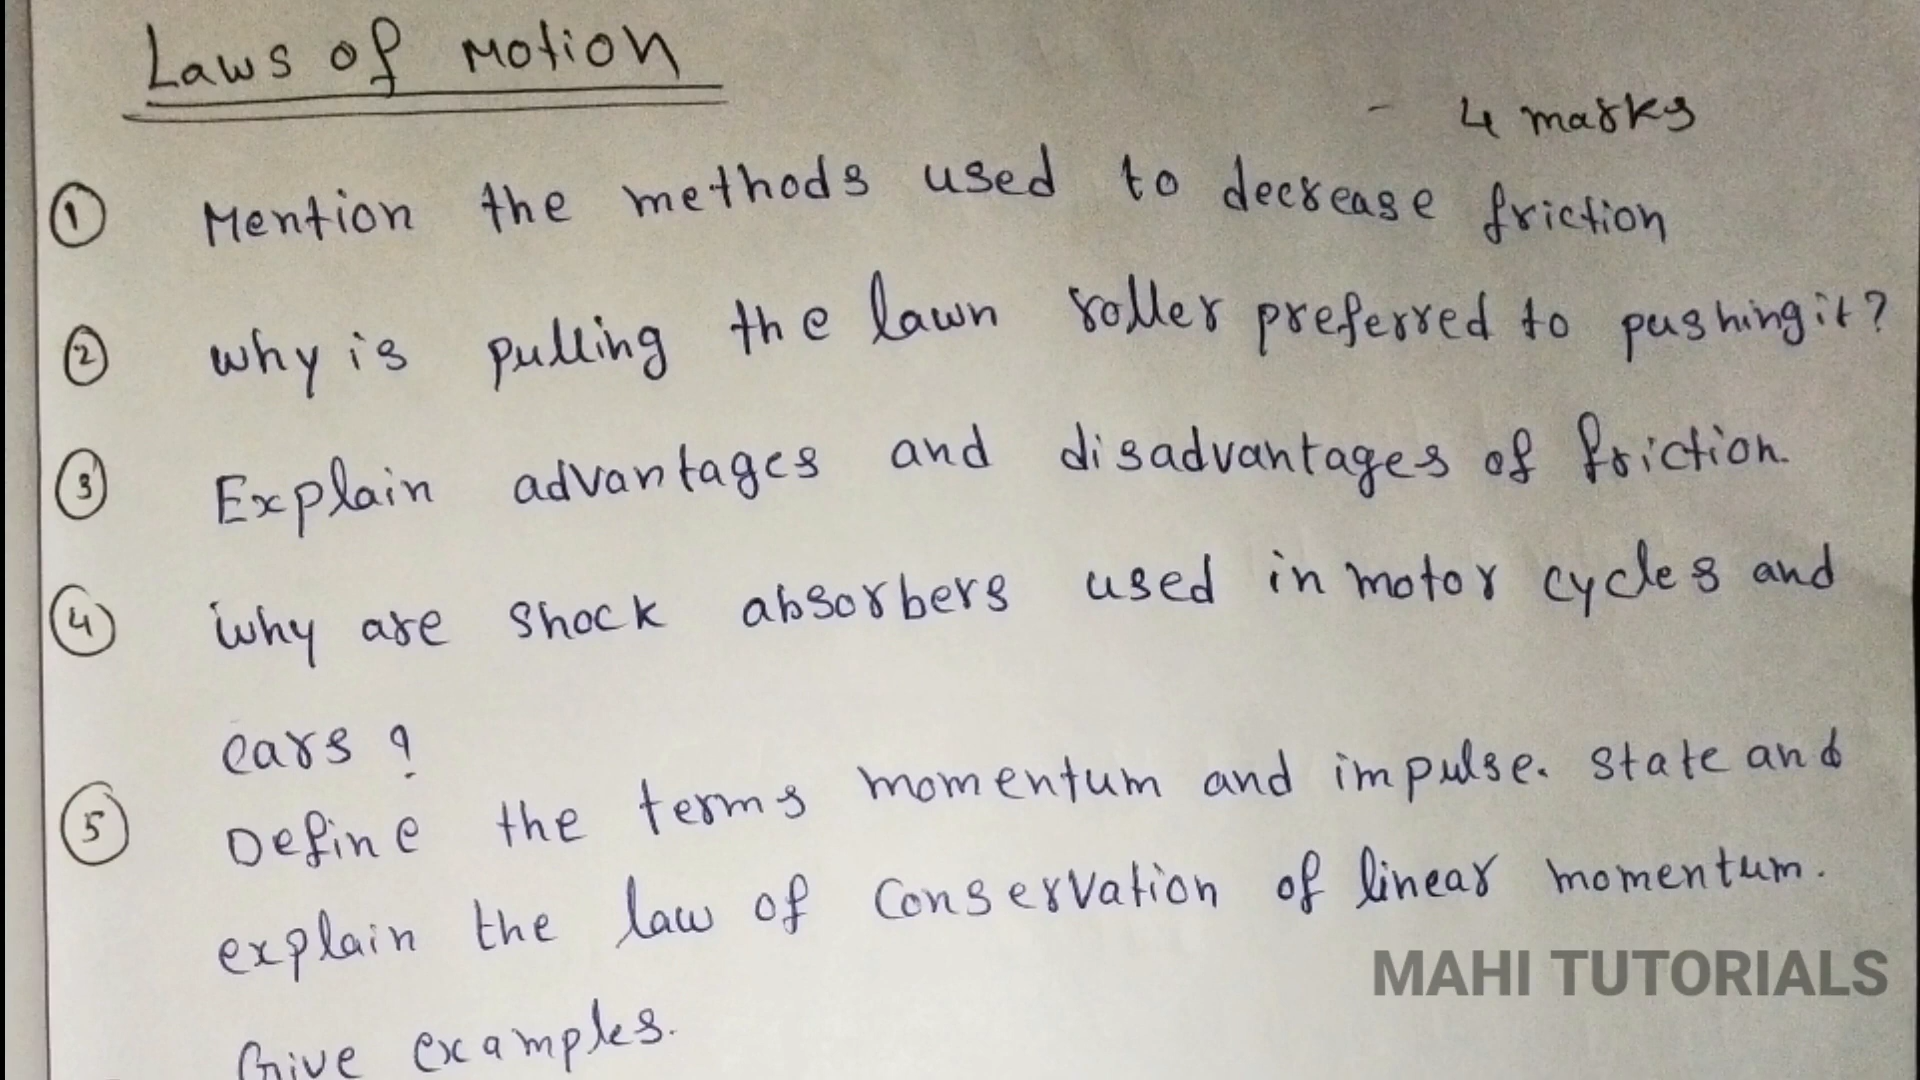 Laws of Motion
- 4 marks
① Mention the methods used to decrease friction
② why is pulling the lawn roller preferred to pushing it?
③ Explain advantages and disadvantages of friction.
④ why are shock absorbers used in motor cycles and
cars ?
⑤ Define the terms momentum and impulse. state and
explain the law of conservation of linear momentum.
Give examples.
MAHI TUTORIALS